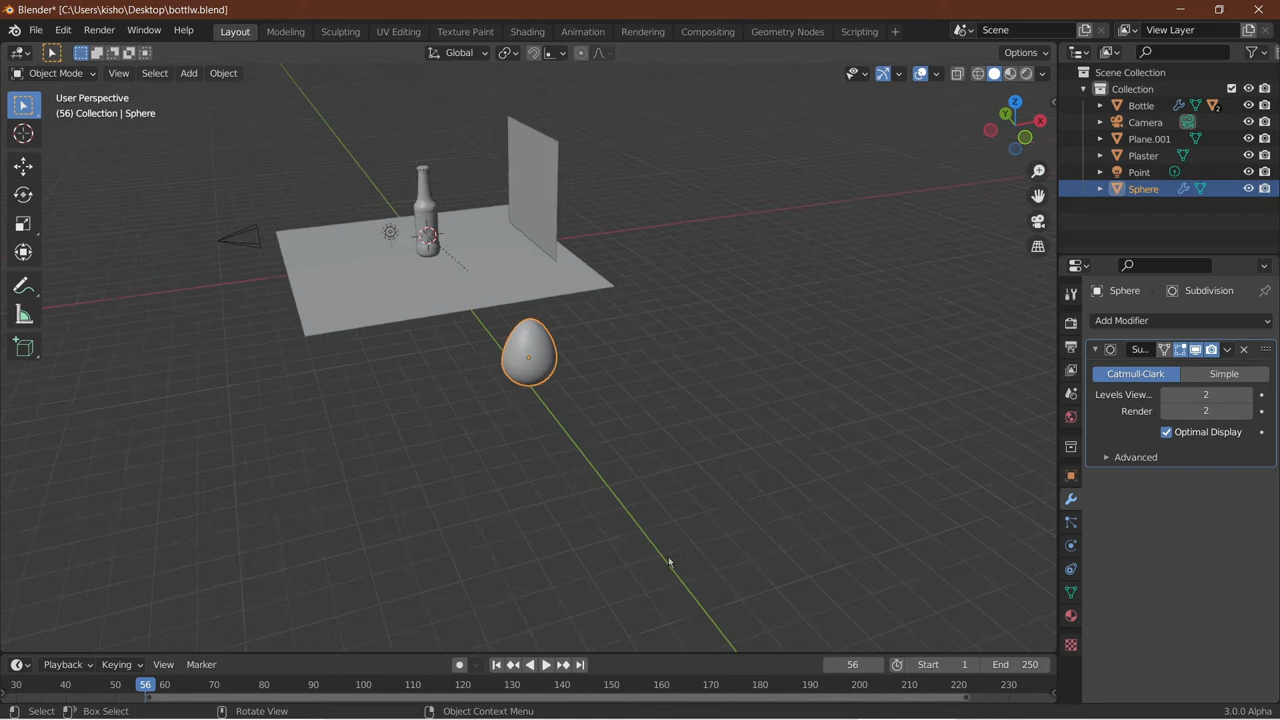 Blender* [C:\Users\kisho\Desktop\bottlw.blend]
File Edit Render Window Help Layout Modeling Sculpting UV Editing Texture Paint Shading Animation Rendering Compositing Geometry Nodes Scripting + Scene View Layer
Global Options
Object Mode View Select Add Object
User Perspective
(56) Collection | Sphere
Z
Y
X
Scene Collection
Collection
Bottle 2
Camera
Plane.001
Plaster
Point
Sphere
Sphere Subdivision
Add Modifier
Su...
Catmull-Clark Simple
Levels View... 2
Render 2
Optimal Display
Advanced
Playback Keying View Marker 56 Start 1 End 250
30 40 56 60 70 80 90 100 110 120 130 140 150 160 170 180 190 200 210 220 230
Select Box Select Rotate View Object Context Menu 3.0.0 Alpha